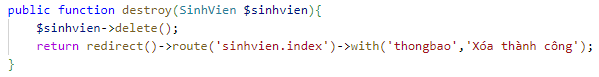 public function destroy(SinhVien $sinhvien){
$sinhvien->delete();
return redirect()->route('sinhvien.index')->with('thongbao','Xóa thành công');
}